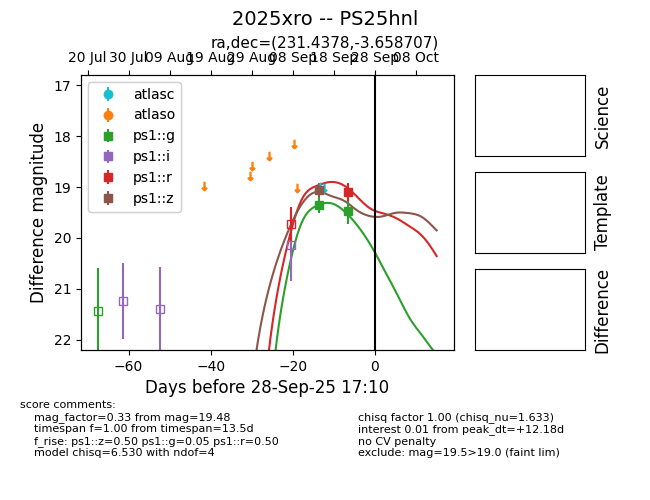 2025xro -- PS25hnl
ra,dec=(231.4378,-3.658707)
20 Jul 30 Jul 09 Aug 19 Aug 29 Aug 08 Sep 18 Sep 28 Sep 08 Oct
17
18
19
20
21
22
Difference magnitude
atlasc
atlaso
ps1::g
ps1::i
ps1::r
ps1::z
−60 −40 −20 0
Days before 28-Sep-25 17:10
Science
Template
Difference
score comments:
mag_factor=0.33 from mag=19.48
timespan f=1.00 from timespan=13.5d
f_rise: ps1::z=0.50 ps1::g=0.05 ps1::r=0.50
model chisq=6.530 with ndof=4
chisq factor 1.00 (chisq_nu=1.633)
interest 0.01 from peak_dt=+12.18d
no CV penalty
exclude: mag=19.5>19.0 (faint lim)